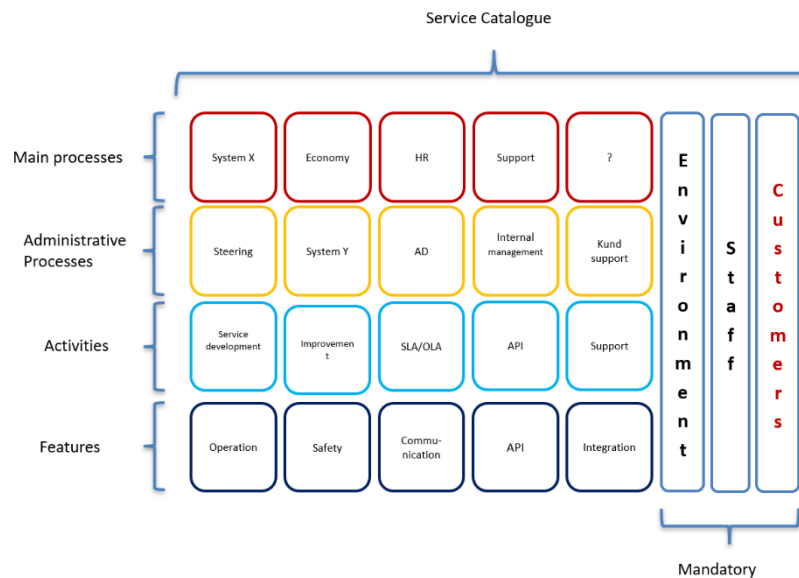 Service Catalogue
Main processes
System X
Economy
HR
Support
?
Administrative
Processes
Steering
System Y
AD
Internal
management
Kund
support
Activities
Service
development
Improvemen
t
SLA/OLA
API
Support
Features
Operation
Safety
Commu-
nication
API
Integration
Environment
Staff
Customers
Mandatory